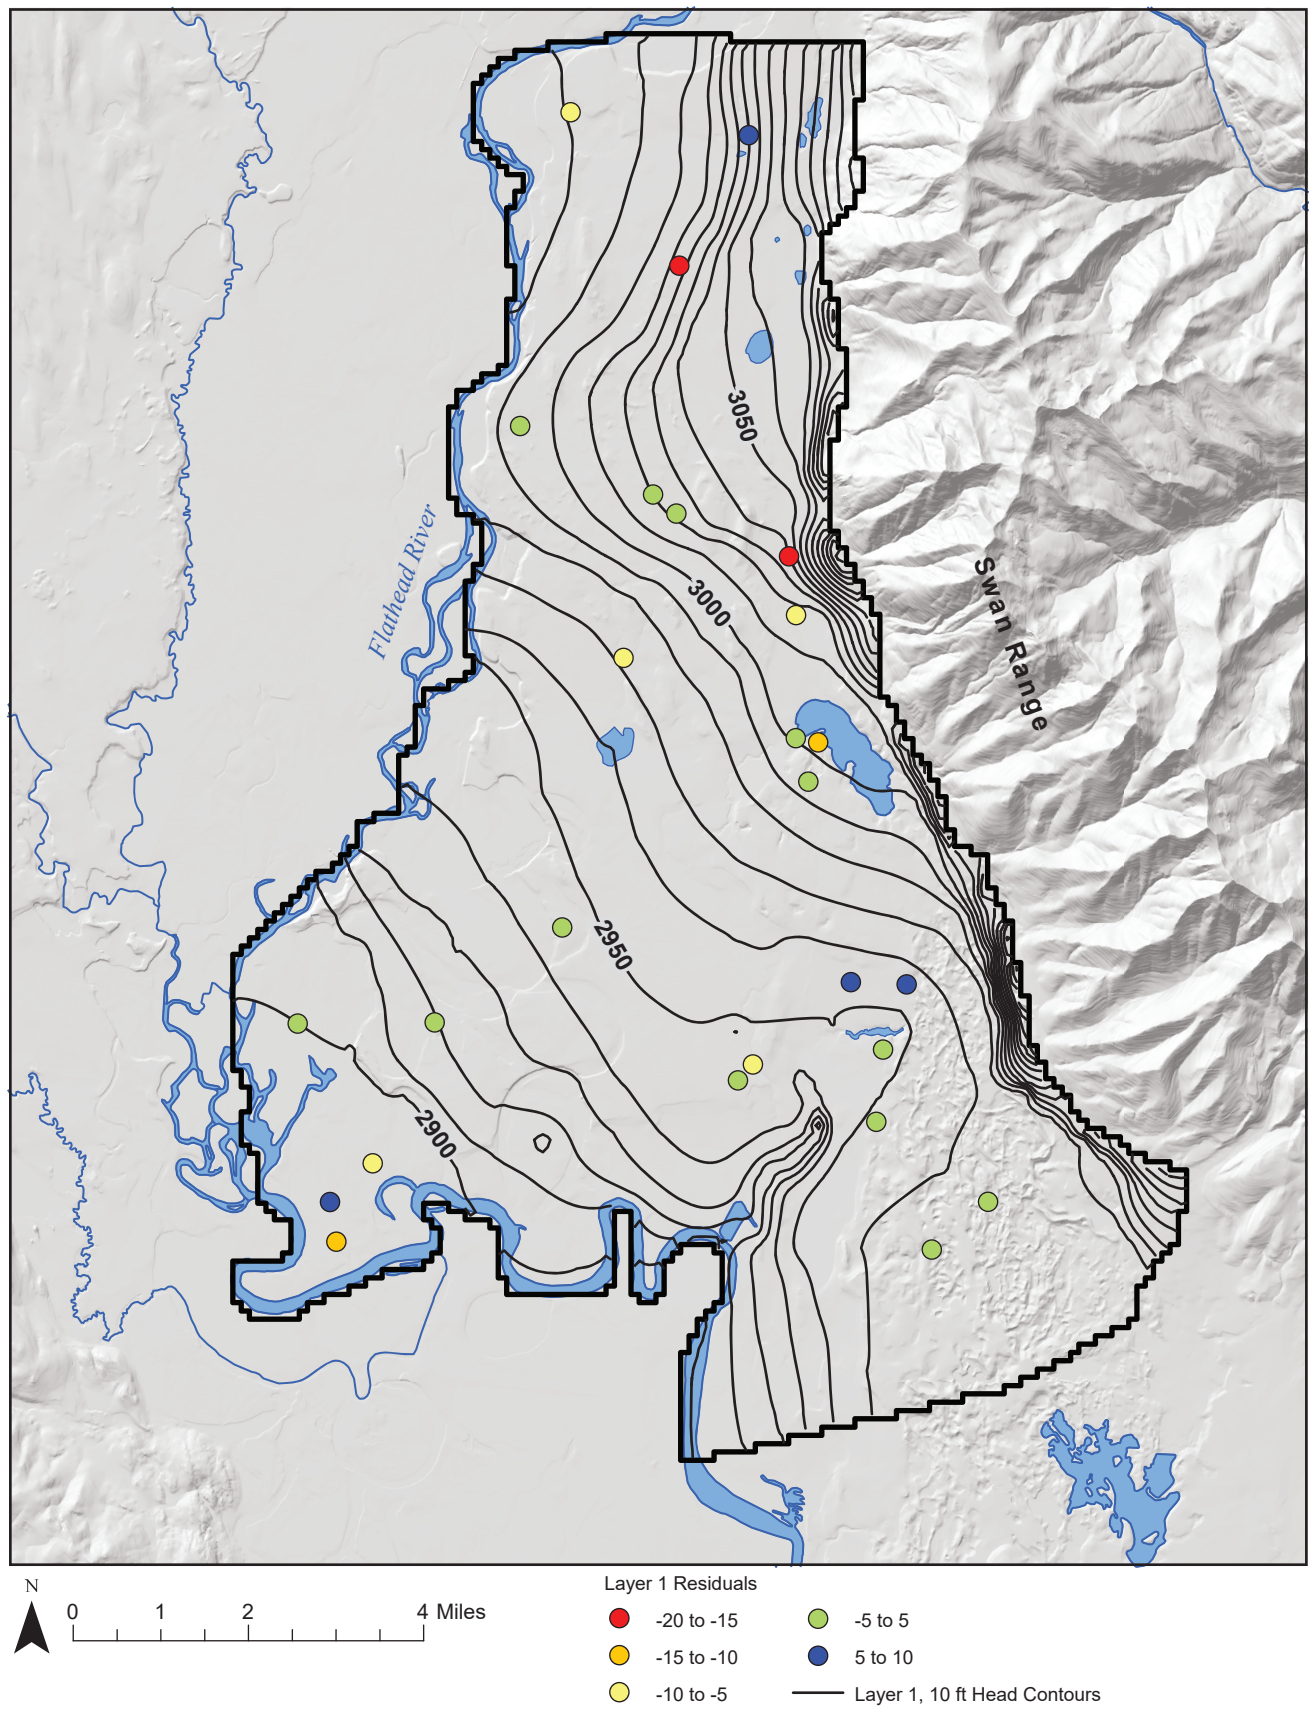 3050
Flathead River
3000
Swan Range
2950
2900
N
0 1 2 4 Miles
Layer 1 Residuals
-20 to -15
-15 to -10
-10 to -5
-5 to 5
5 to 10
Layer 1, 10 ft Head Contours